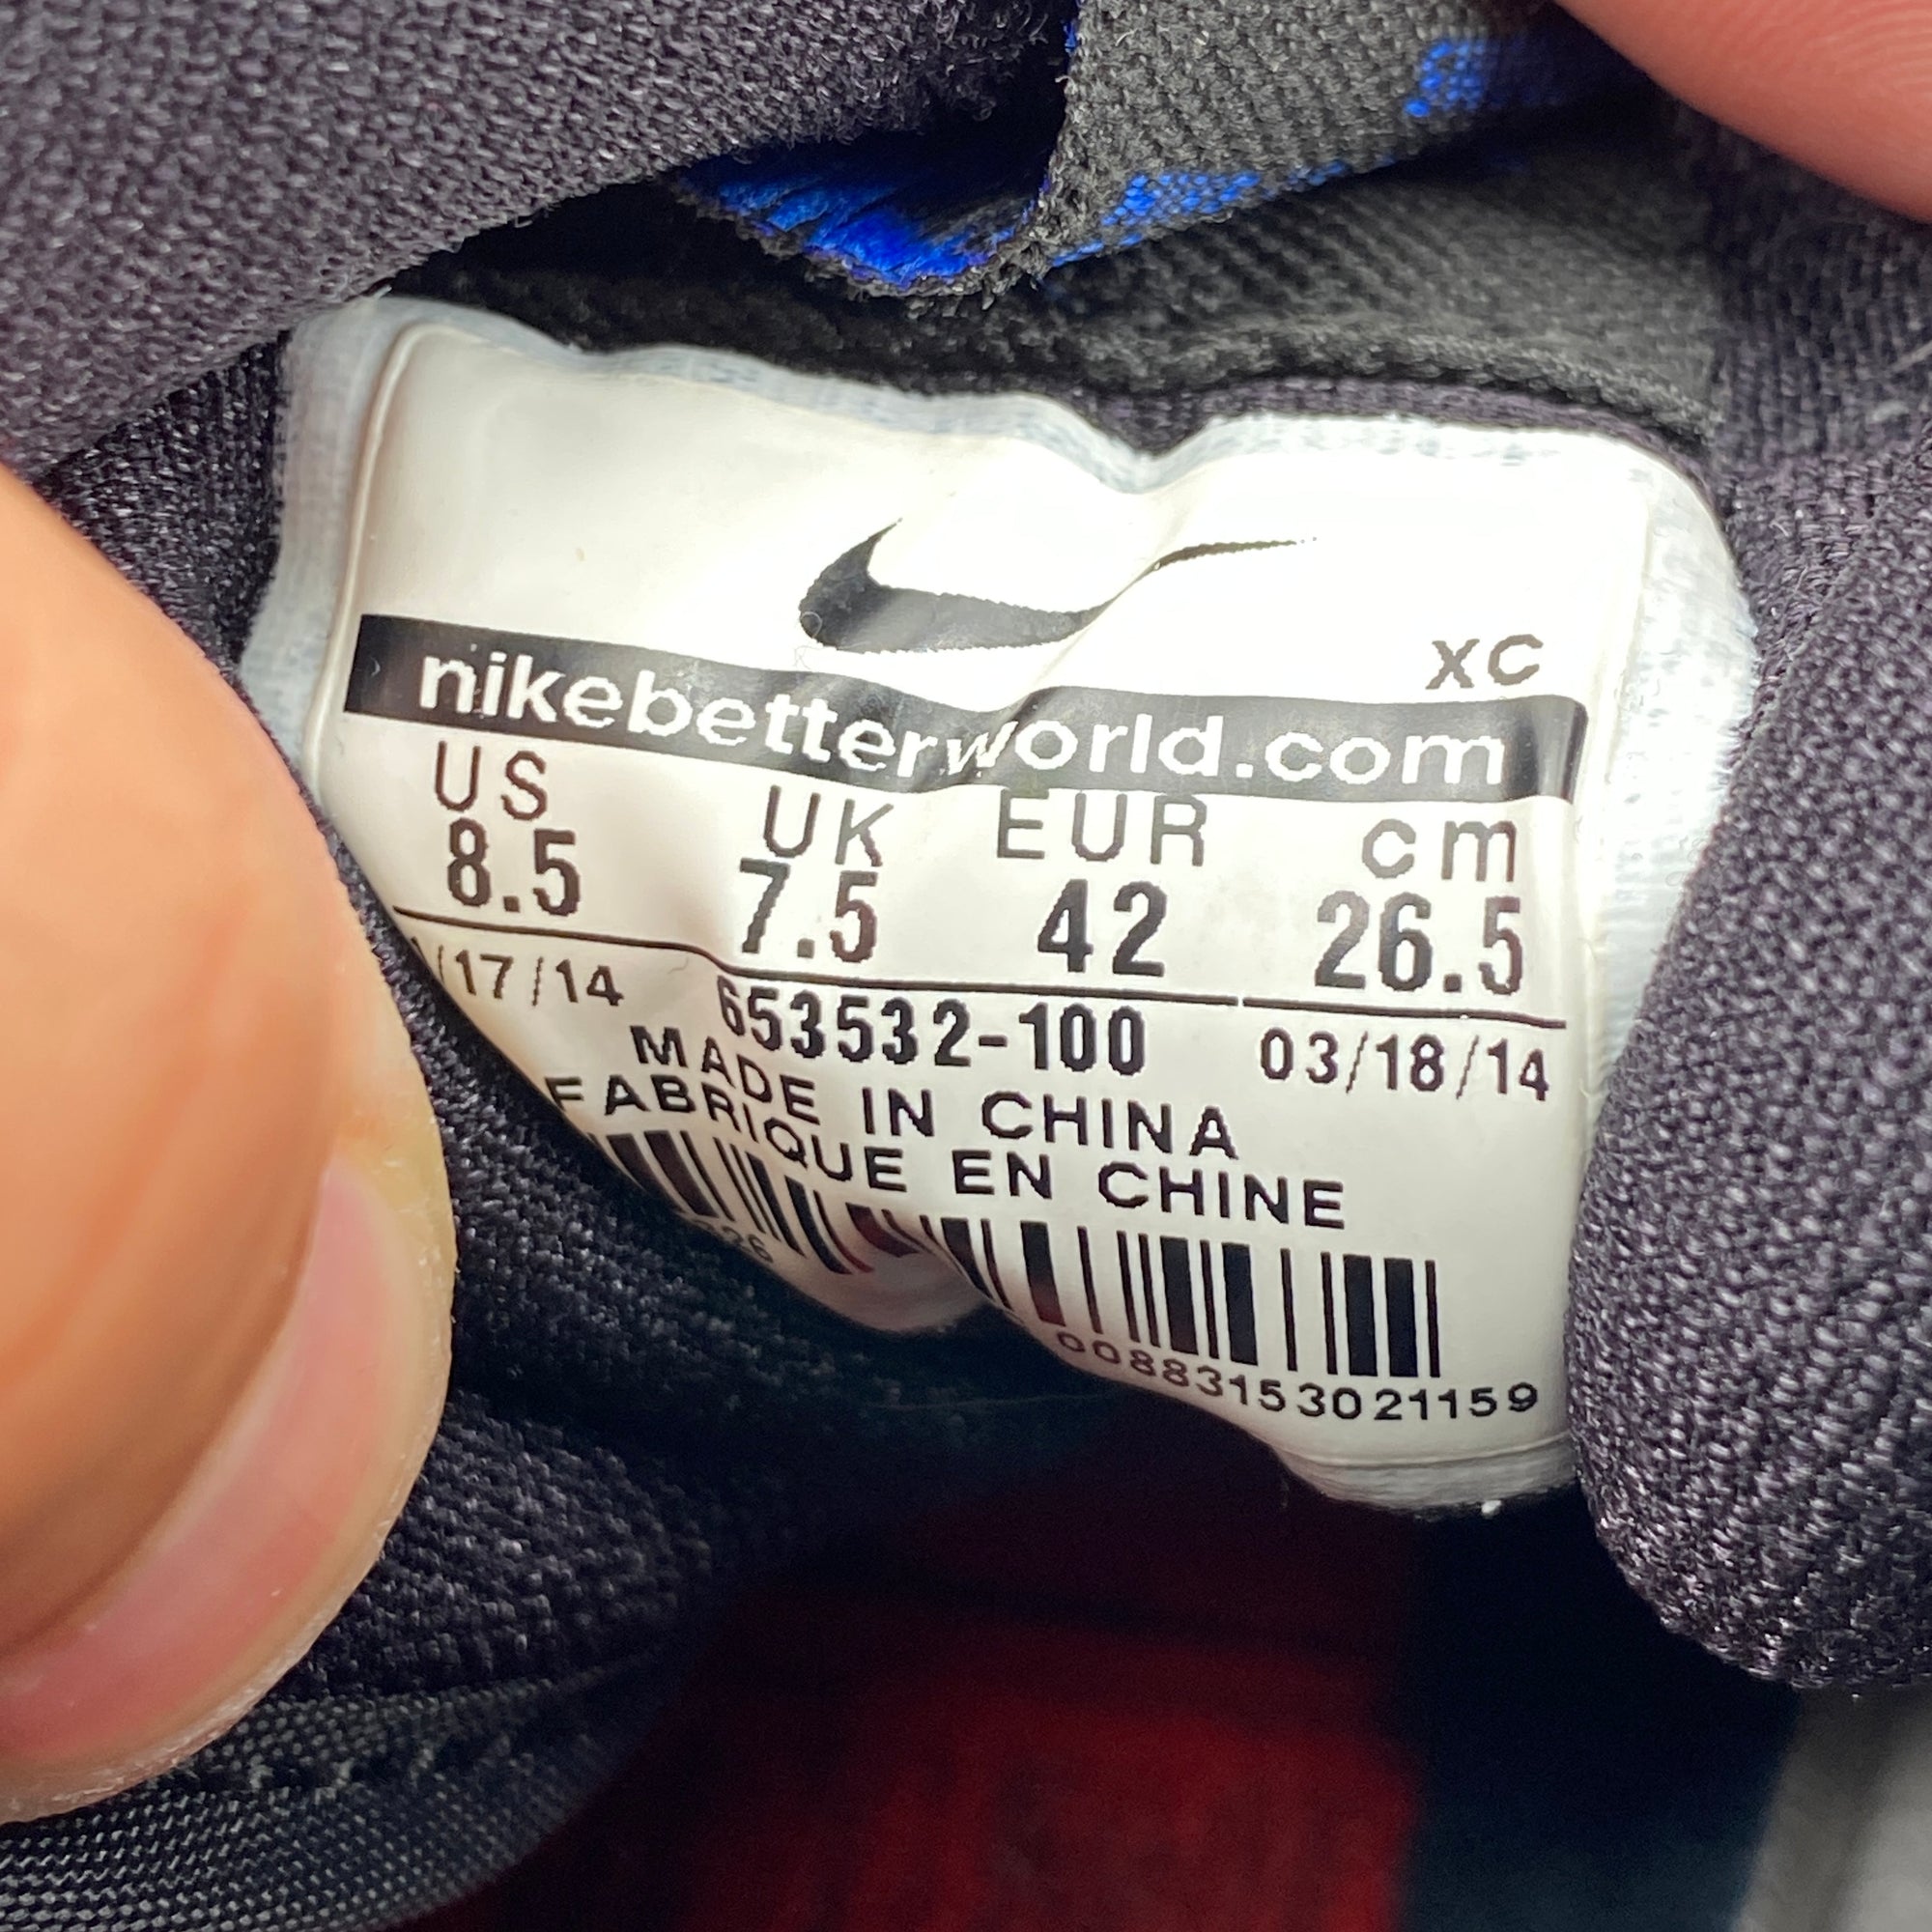 XC
nikebetterworld.com
US UK EUR cm
8.5 7.5 42 26.5
/17/14 653532-100 03/18/14
MADE IN CHINA
FABRIQUE EN CHINE
00883153021159